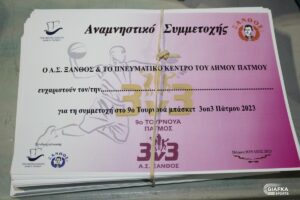 Αναμνηστικό Συμμετοχής
ΞΑΝΘΟΣ
Ο Α.Σ. ΞΑΝΘΟΣ & ΤΟ ΠΝΕΥΜΑΤΙΚΟ ΚΕΝΤΡΟ ΤΟΥ ΔΗΜΟΥ ΠΑΤΜΟΥ
ευχαριστούν τον/την
για τη συμμετοχή στο 9ο Τουρνουά μπάσκετ 3on3 Πάτμου 2023
9ο ΤΟΥΡΝΟΥΑ
ΠΑΤΜΟΣ
3v3
Α.Σ. ΞΑΝΘΟΣ
GIAFKA